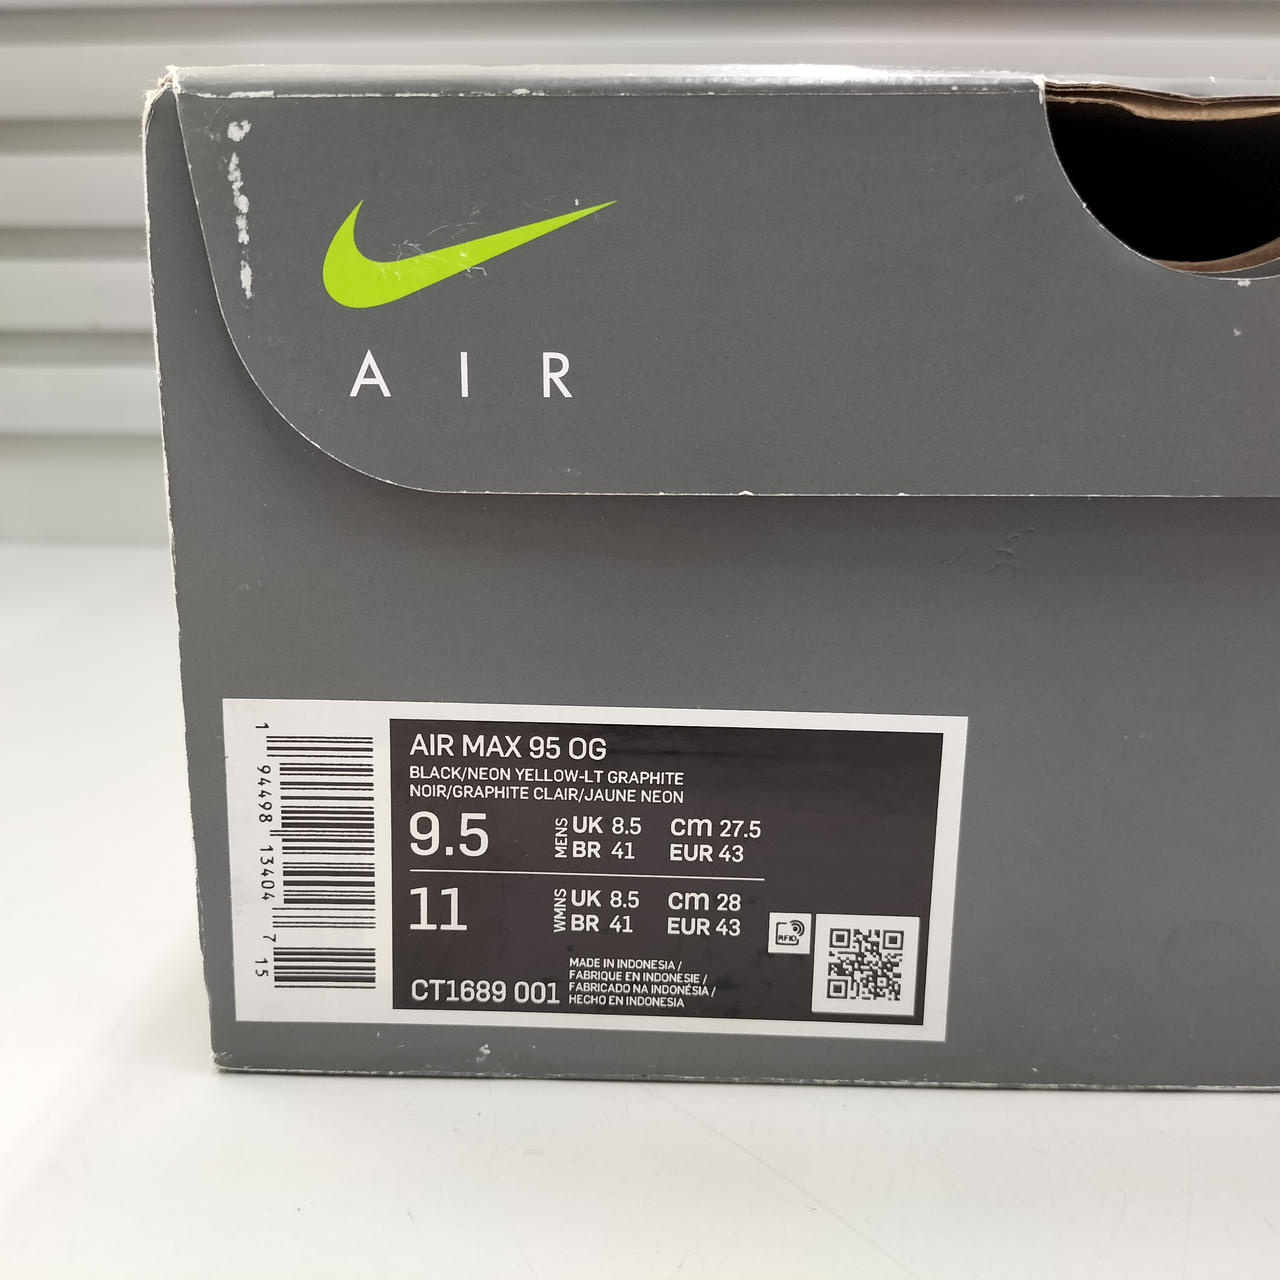 AIR
AIR MAX 95 OG
BLACK/NEON YELLOW-LT GRAPHITE
NOIR/GRAPHITE CLAIR/JAUNE NEON
9.5 MENS UK 8.5 cm 27.5
BR 41 EUR 43
11 WMNS UK 8.5 cm 28
BR 41 EUR 43
RFID
MADE IN INDONESIA /
FABRIQUE EN INDONESIE /
FABRICADO NA INDONÉSIA /
HECHO EN INDONESIA
CT1689 001
1 94498 13404 7 15